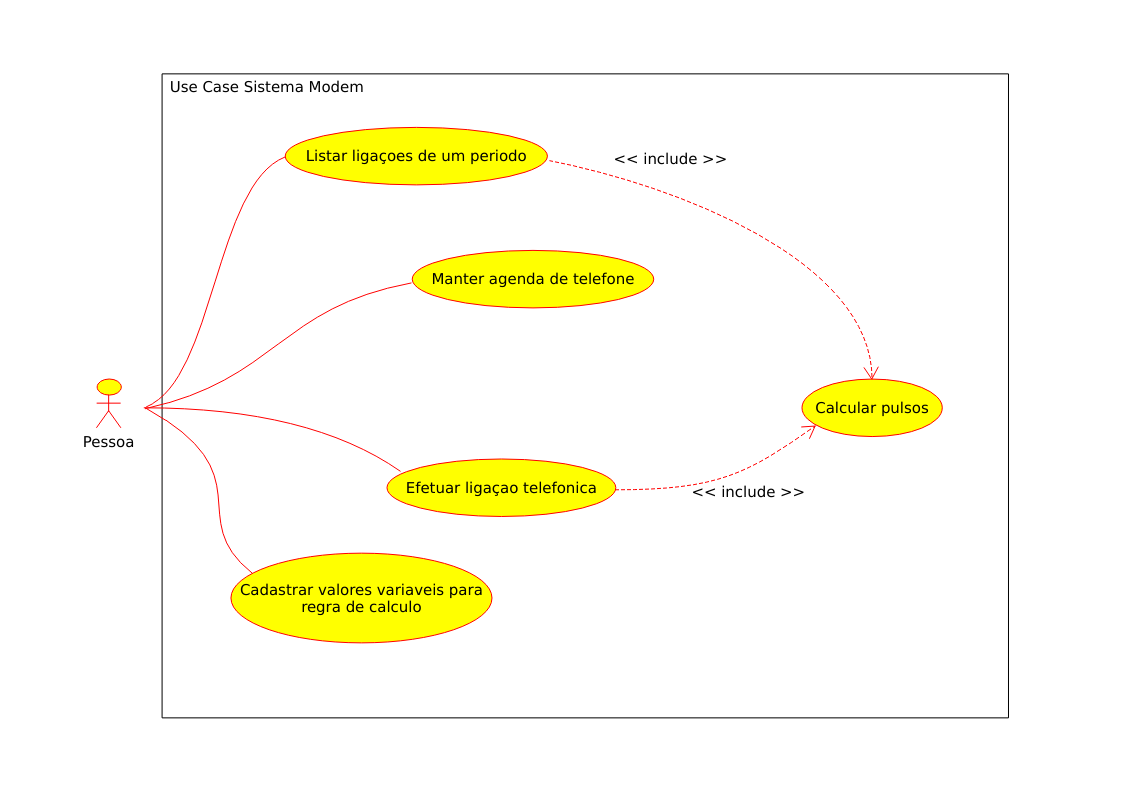 Use Case Sistema Modem
Listar ligaçoes de um periodo
<< include >>
Manter agenda de telefone
Calcular pulsos
Pessoa
Efetuar ligaçao telefonica
<< include >>
Cadastrar valores variaveis para
regra de calculo